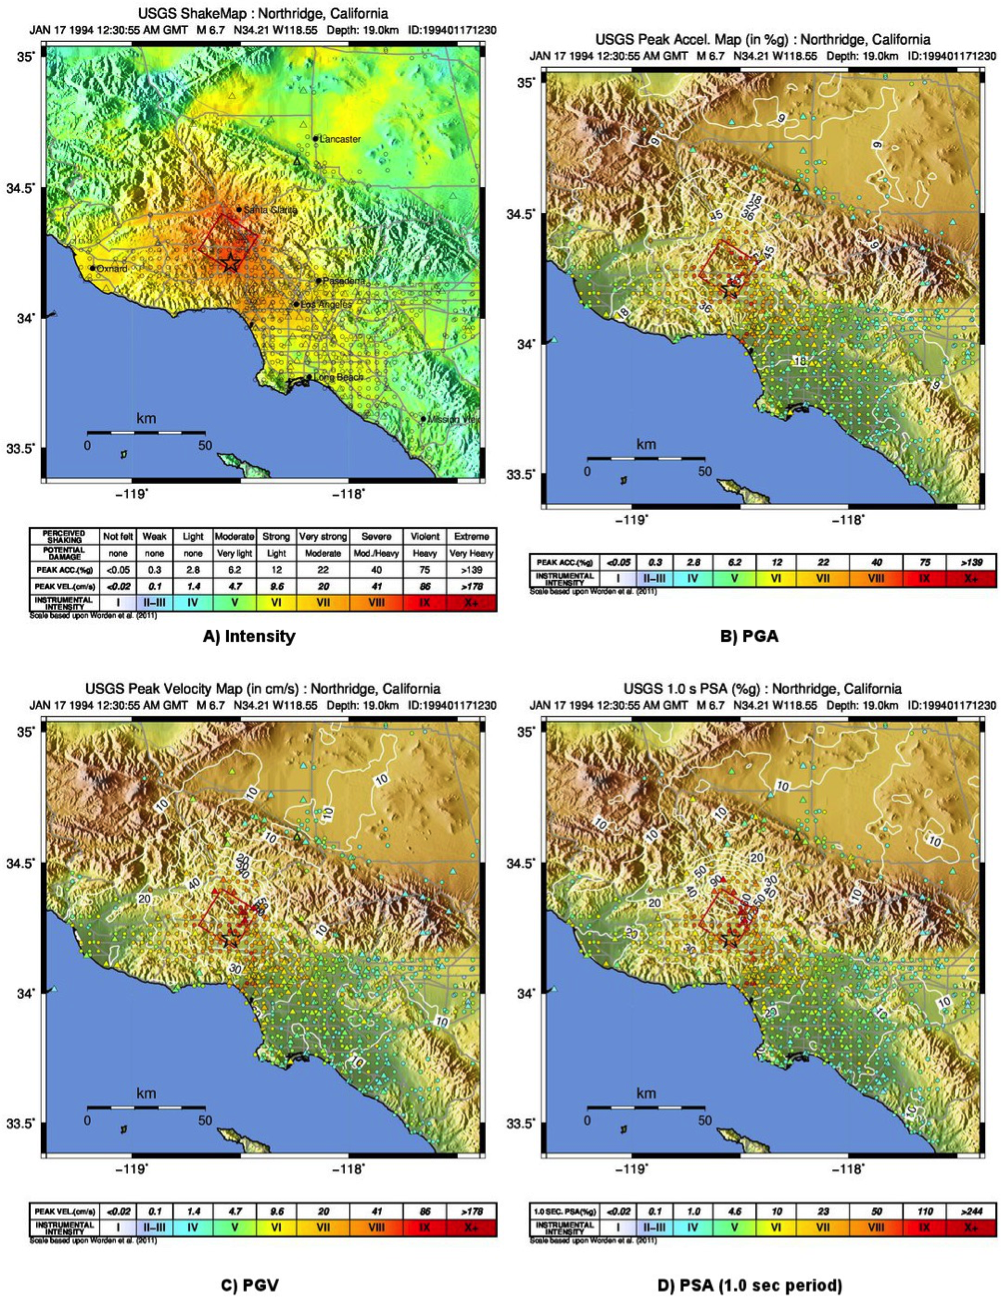 USGS ShakeMap : Northridge, California
JAN 17 1994 12:30:55 AM GMT M 6.7 N34.21 W118.55 Depth: 19.0km ID:199401171230
35°
34.5°
34°
33.5°
−119°
−118°
Lancaster
Santa Clarita
Oxnard
Pasadena
Los Angeles
Long Beach
km
0 50
PERCEIVED SHAKING Not felt Weak Light Moderate Strong Very strong Severe Violent Extreme
POTENTIAL DAMAGE none none none Very light Light Moderate Mod./Heavy Heavy Very Heavy
PEAK ACC.(%g) <0.05 0.3 2.8 6.2 12 22 40 75 >139
PEAK VEL.(cm/s) <0.02 0.1 1.4 4.7 9.6 20 41 86 >178
INSTRUMENTAL INTENSITY I II–III IV V VI VII VIII IX X+
Scale based upon Worden et al. (2011)
A) Intensity
USGS Peak Accel. Map (in %g) : Northridge, California
JAN 17 1994 12:30:55 AM GMT M 6.7 N34.21 W118.55 Depth: 19.0km ID:199401171230
35°
34.5°
34°
33.5°
−119°
−118°
9
9
9
45
45
9
36
18
18
9
km
0 50
PEAK ACC.(%g) <0.05 0.3 2.8 6.2 12 22 40 75 >139
INSTRUMENTAL INTENSITY I II–III IV V VI VII VIII IX X+
Scale based upon Worden et al. (2011)
B) PGA
USGS Peak Velocity Map (in cm/s) : Northridge, California
JAN 17 1994 12:30:55 AM GMT M 6.7 N34.21 W118.55 Depth: 19.0km ID:199401171230
35°
34.5°
34°
33.5°
−119°
−118°
10
10
10
10
10
40
20
10
30
10
10
km
0 50
PEAK VEL.(cm/s) <0.02 0.1 1.4 4.7 9.6 20 41 86 >178
INSTRUMENTAL INTENSITY I II–III IV V VI VII VIII IX X+
Scale based upon Worden et al. (2011)
C) PGV
USGS 1.0 s PSA (%g) : Northridge, California
JAN 17 1994 12:30:55 AM GMT M 6.7 N34.21 W118.55 Depth: 19.0km ID:199401171230
35°
34.5°
34°
33.5°
−119°
−118°
10
10
10
10
10
20
50
40
30
20
10
30
10
10
10
km
0 50
1.0 SEC. PSA(%g) <0.02 0.1 1.0 4.6 10 23 50 110 >244
INSTRUMENTAL INTENSITY I II–III IV V VI VII VIII IX X+
Scale based upon Worden et al. (2011)
D) PSA (1.0 sec period)